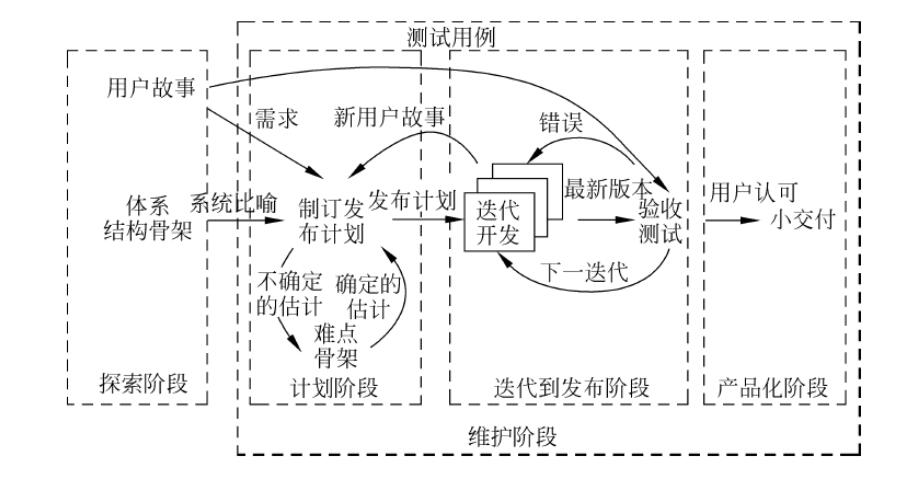 测试用例
用户故事
需求
新用户故事
错误
体系
结构骨架
系统比喻
制订发
布计划
发布计划
迭代
开发
最新版本
验收
测试
用户认可
小交付
不确定
的估计
确定的
估计
下一迭代
难点
骨架
探索阶段
计划阶段
迭代到发布阶段
产品化阶段
维护阶段